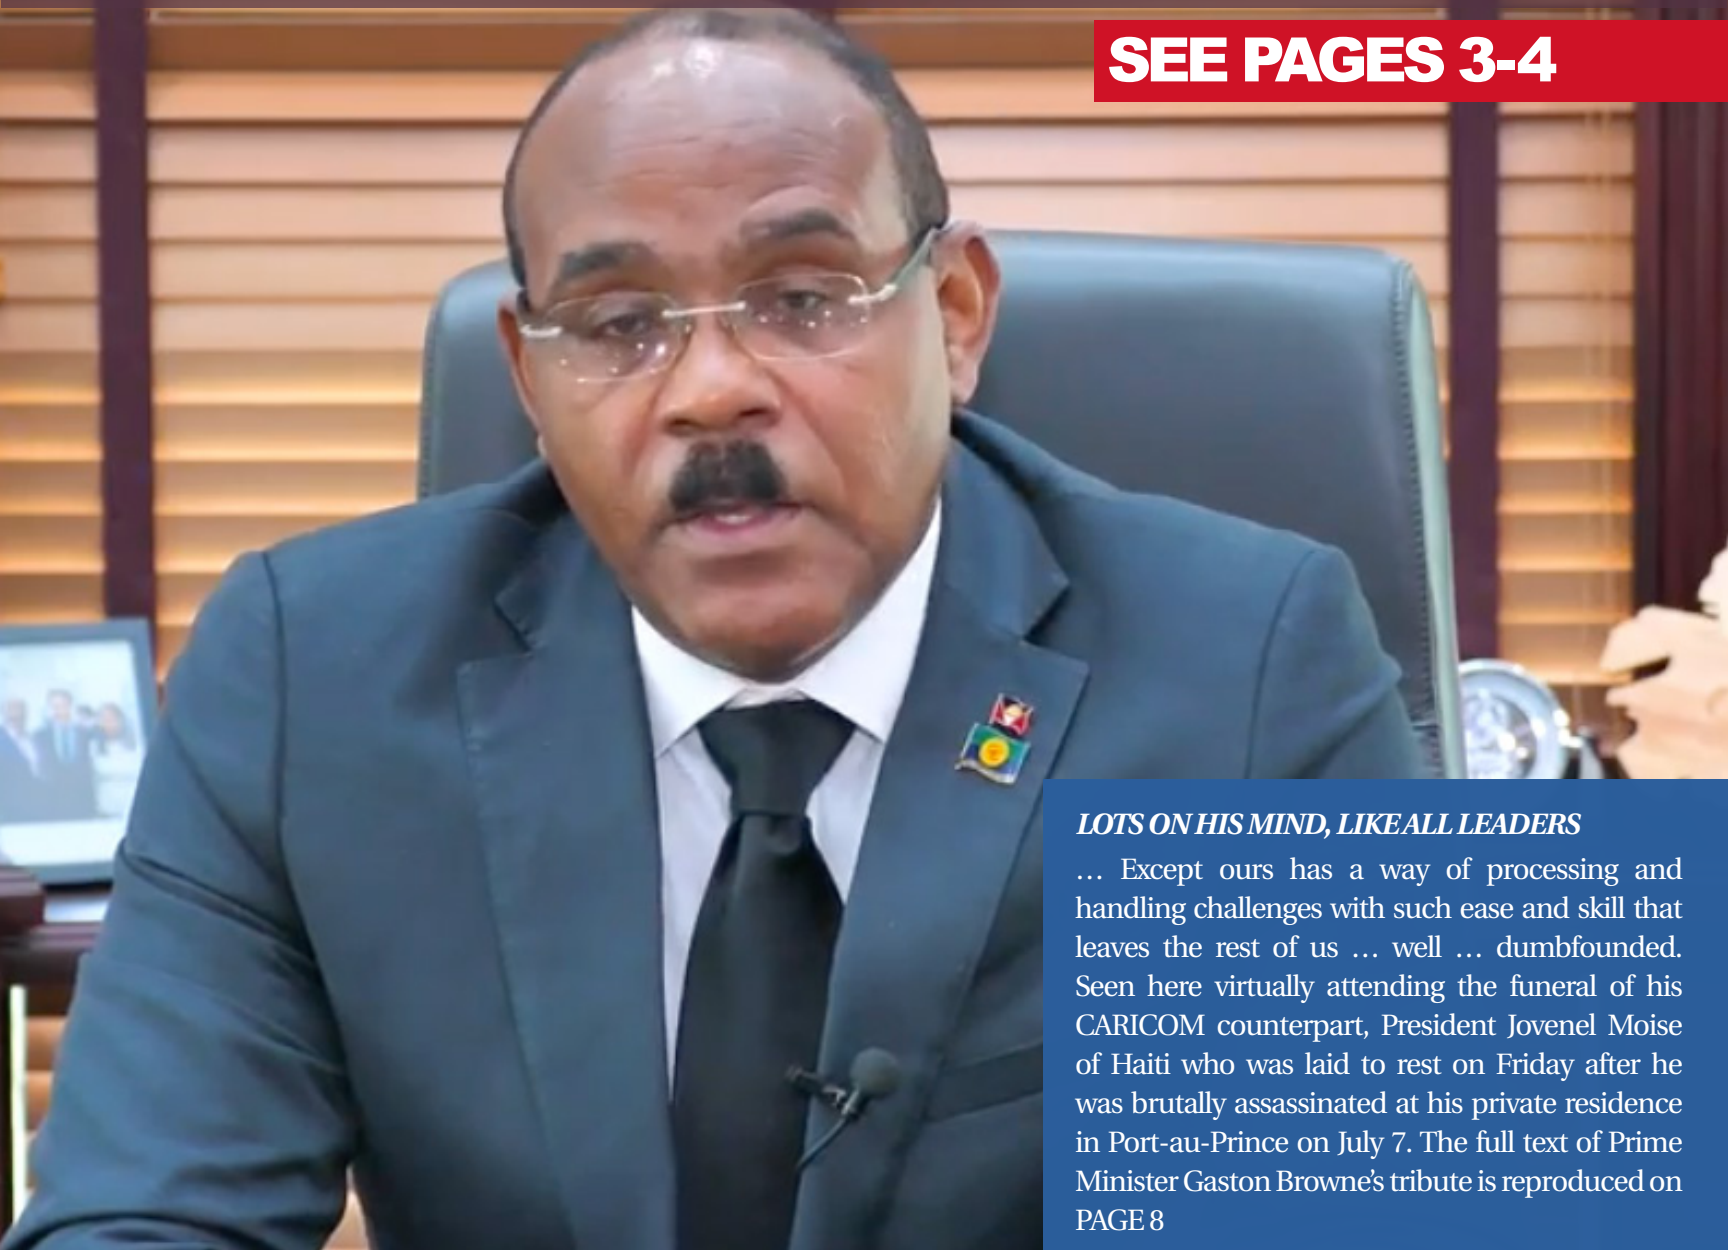 SEE PAGES 3-4
LOTS ON HIS MIND, LIKE ALL LEADERS
… Except ours has a way of processing and
handling challenges with such ease and skill that
leaves the rest of us … well … dumbfounded.
Seen here virtually attending the funeral of his
CARICOM counterpart, President Jovenel Moise
of Haiti who was laid to rest on Friday after he
was brutally assassinated at his private residence
in Port-au-Prince on July 7. The full text of Prime
Minister Gaston Browne’s tribute is reproduced on
PAGE 8